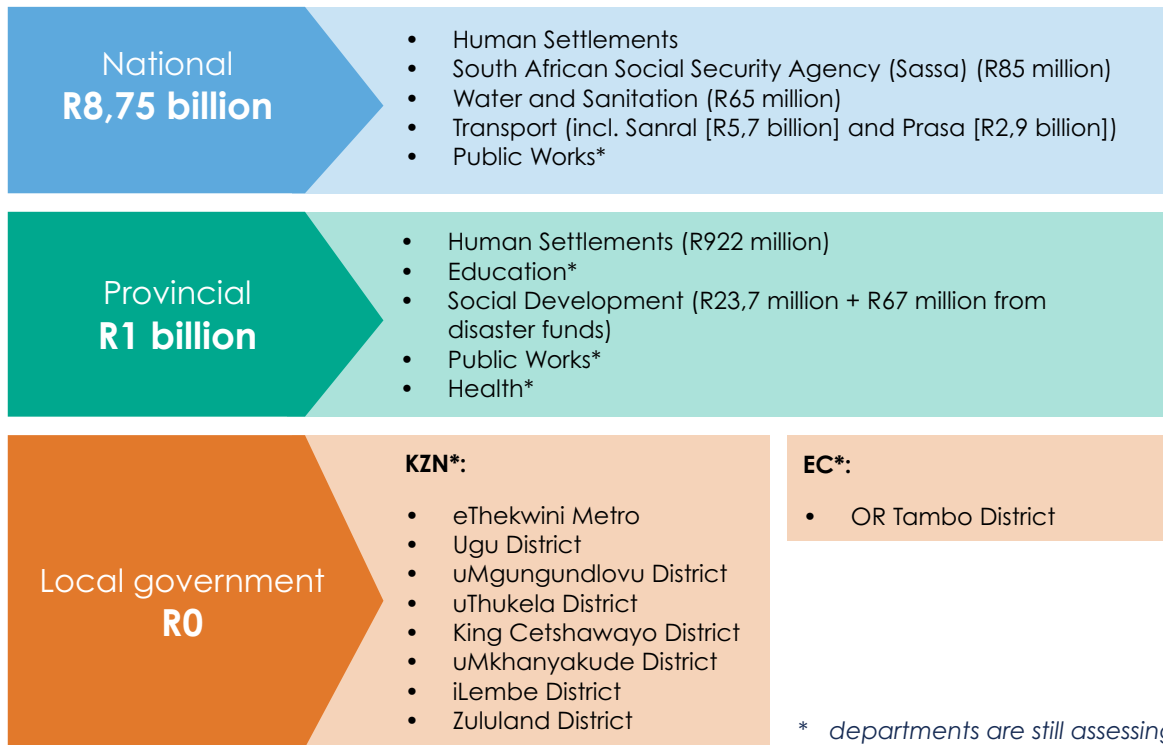 National
R8,75 billion
• Human Settlements
• South African Social Security Agency (Sassa) (R85 million)
• Water and Sanitation (R65 million)
• Transport (incl. Sanral [R5,7 billion] and Prasa [R2,9 billion])
• Public Works*
Provincial
R1 billion
• Human Settlements (R922 million)
• Education*
• Social Development (R23,7 million + R67 million from
disaster funds)
• Public Works*
• Health*
Local government
R0
KZN*:
• eThekwini Metro
• Ugu District
• uMgungundlovu District
• uThukela District
• King Cetshawayo District
• uMkhanyakude District
• iLembe District
• Zululand District
EC*:
• OR Tambo District
* departments are still assessing